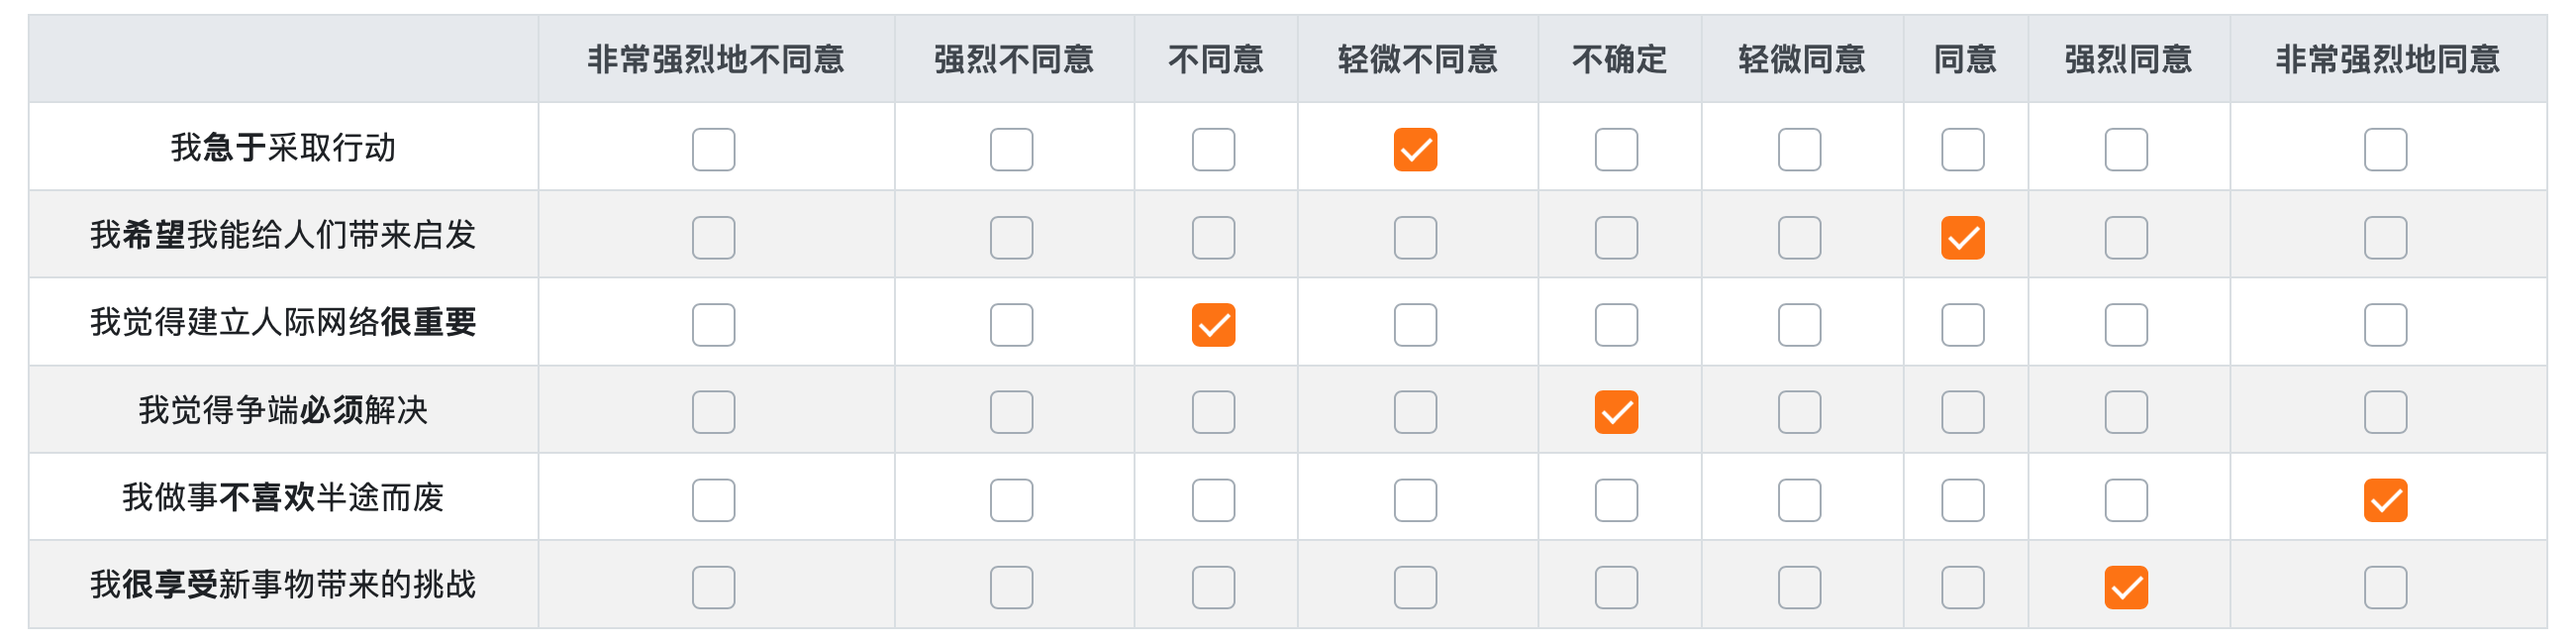 非常强烈地不同意 强烈不同意 不同意 轻微不同意 不确定 轻微同意 同意 强烈同意 非常强烈地同意
我急于采取行动
我希望我能给人们带来启发
我觉得建立人际网络很重要
我觉得争端必须解决
我做事不喜欢半途而废
我很享受新事物带来的挑战